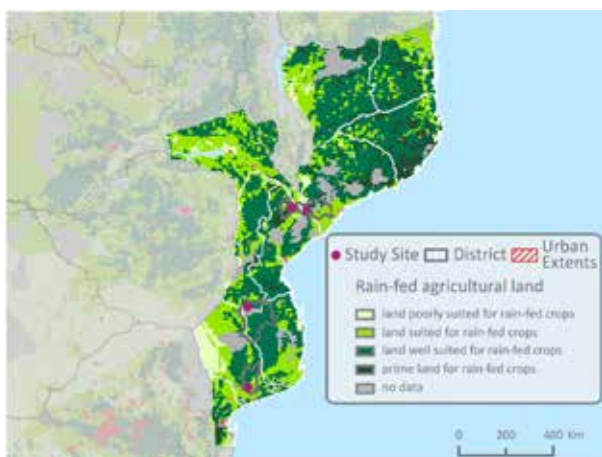 Study Site District Urban
Extents
Rain-fed agricultural land
land poorly suited for rain-fed crops
land suited for rain-fed crops
land well suited for rain-fed crops
prime land for rain-fed crops
no data
0 200 400 Km